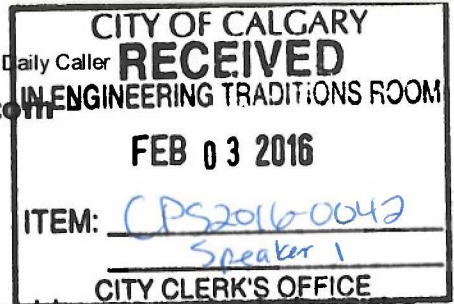 CITY OF CALGARY
Daily Caller RECEIVED
IN ENGINEERING TRADITIONS ROOM
FEB 03 2016
ITEM: CPS2016-0042
Speaker 1
CITY CLERK'S OFFICE